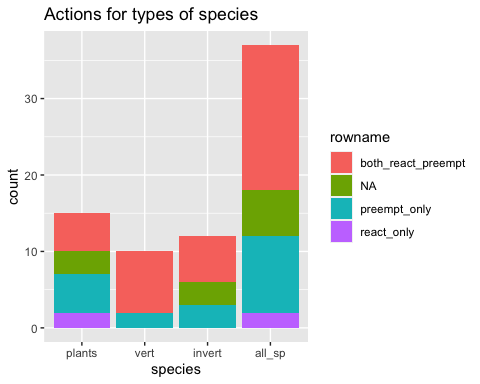 Actions for types of species
count
30
20
10
0
plants vert invert all_sp
species
rowname
both_react_preempt
NA
preempt_only
react_only